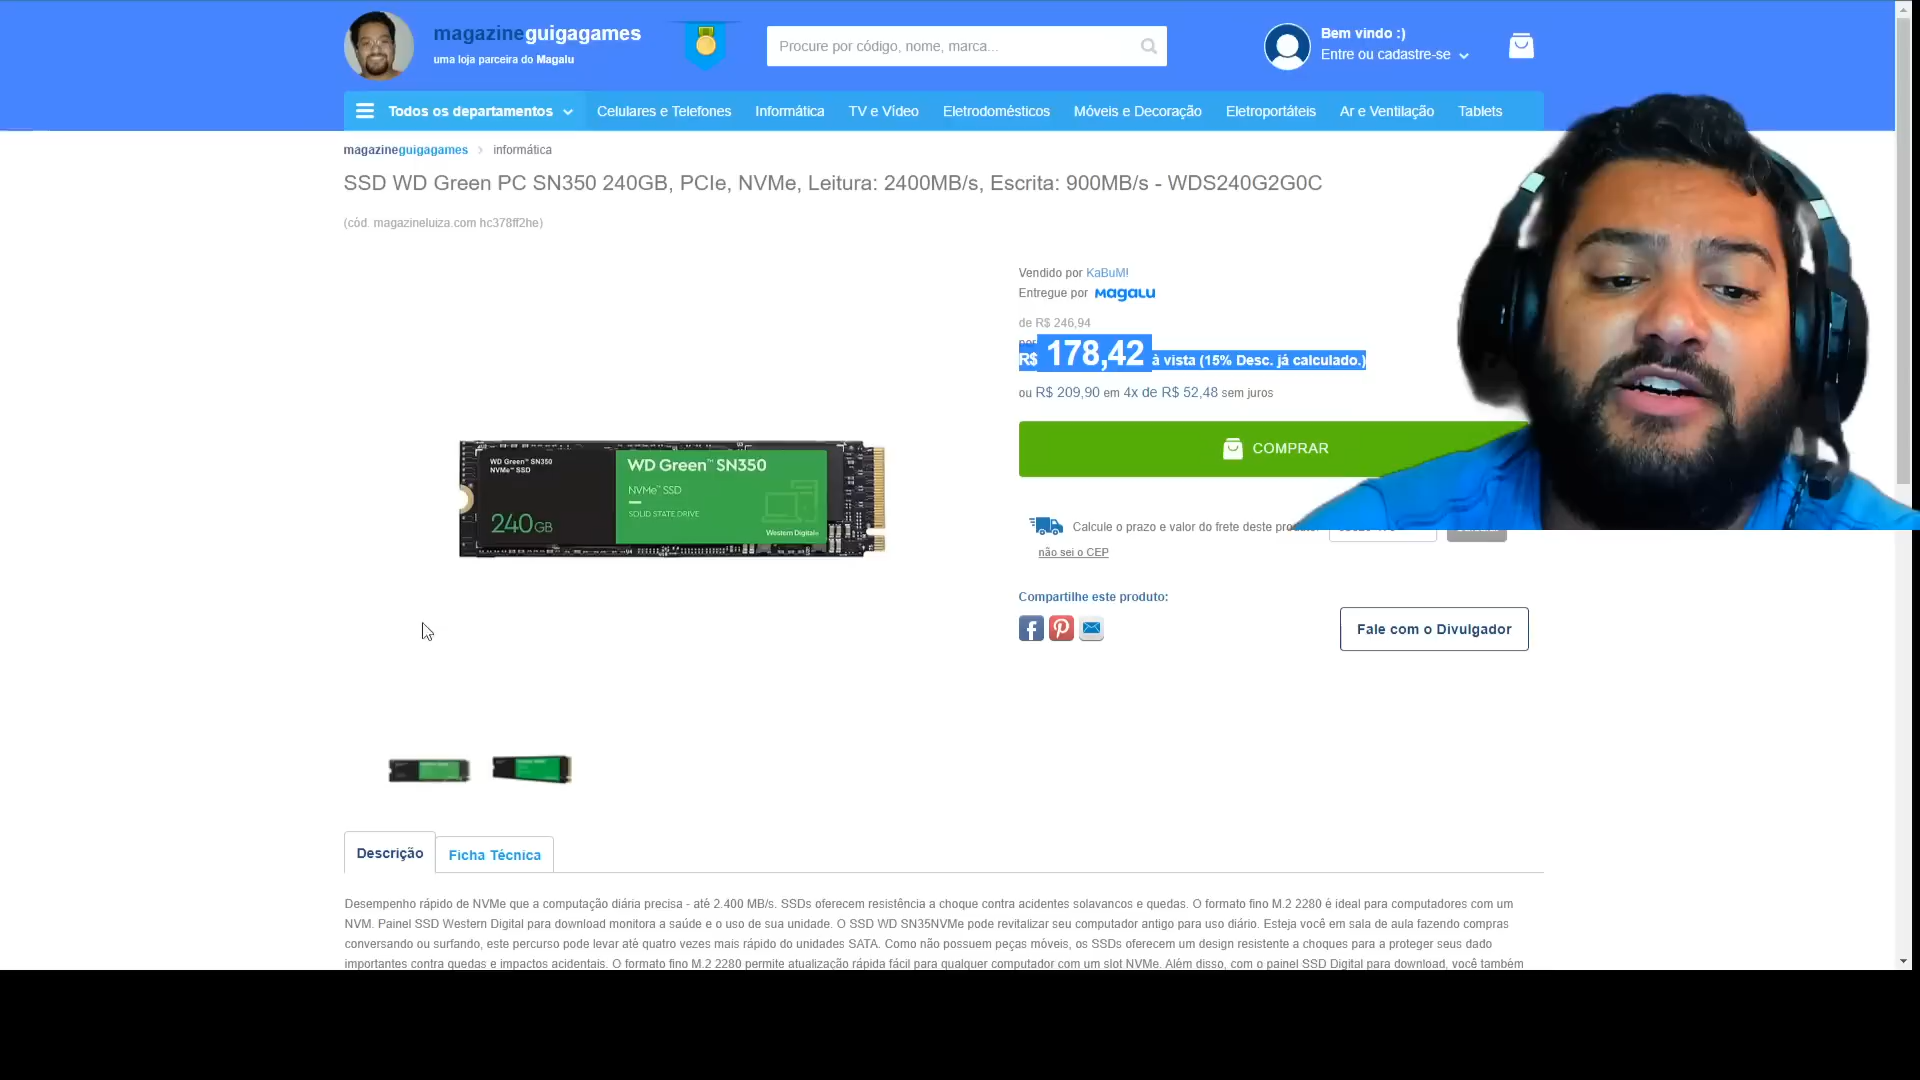 magazineguigagames
uma loja parceira do Magalu
Procure por código, nome, marca...
Bem vindo :)
Entre ou cadastre-se
Todos os departamentos
Celulares e Telefones
Informática
TV e Vídeo
Eletrodomésticos
Móveis e Decoração
Eletroportáteis
Ar e Ventilação
Tablets
magazineguigagames > informática
SSD WD Green PC SN350 240GB, PCIe, NVMe, Leitura: 2400MB/s, Escrita: 900MB/s - WDS240G2G0C
(cód. magazineluiza.com hc378ff2he)
Vendido por KaBuM!
Entregue por Magalu
de R$ 246,94
por
R$ 178,42 à vista (15% Desc. já calculado.)
ou R$ 209,90 em 4x de R$ 52,48 sem juros
COMPRAR
WD Green™ SN350
NVMe™ SSD
240GB
WD Green™ SN350
NVMe™ SSD
SOLID STATE DRIVE
Western Digital®
Calcule o prazo e valor do frete deste
não sei o CEP
Compartilhe este produto:
Fale com o Divulgador
Descrição
Ficha Técnica
Desempenho rápido de NVMe que a computação diária precisa - até 2.400 MB/s. SSDs oferecem resistência a choque contra acidentes solavancos e quedas. O formato fino M.2 2280 é ideal para computadores com um
NVM. Painel SSD Western Digital para download monitora a saúde e o uso de sua unidade. O SSD WD SN35NVMe pode revitalizar seu computador antigo para uso diário. Esteja você em sala de aula fazendo compras
conversando ou surfando, este percurso pode levar até quatro vezes mais rápido do unidades SATA. Como não possuem peças móveis, os SSDs oferecem um design resistente a choques para a proteger seus dado
importantes contra quedas e impactos acidentais. O formato fino M.2 2280 permite atualização rápida fácil para qualquer computador com um slot NVMe. Além disso, com o painel SSD Digital para download, você também